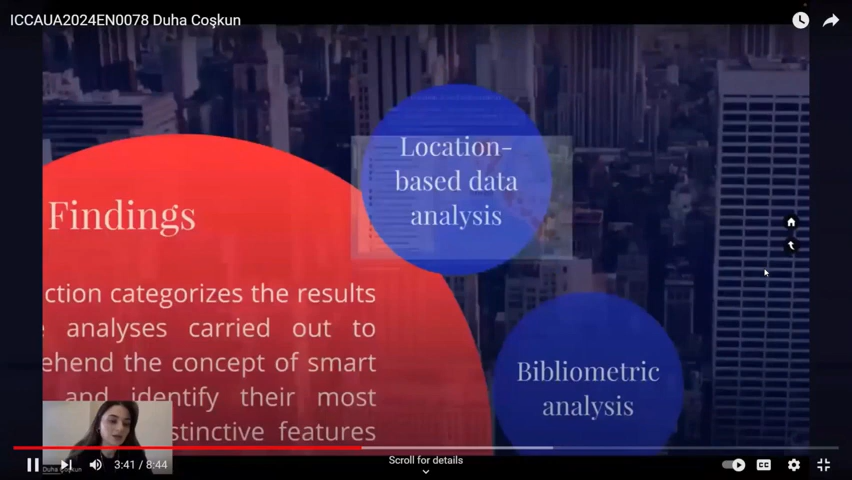 ICCAUA2024EN0078 Duha Coşkun
Location-
based data
analysis
Findings
ction categorizes the results
analyses carried out to
ehend the concept of smart
and identify their most
stinctive features
Bibliometric
analysis
Duha Coşkun
3:41 / 8:44
Scroll for details
CC